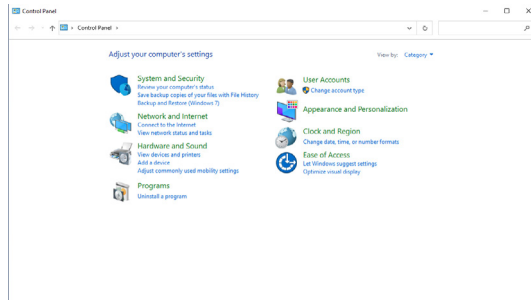 Control Panel
Control Panel
Adjust your computer's settings
View by: Category
System and Security
Review your computer's status
Save backup copies of your files with File History
Backup and Restore (Windows 7)
Network and Internet
Connect to the Internet
View network status and tasks
Hardware and Sound
View devices and printers
Add a device
Adjust commonly used mobility settings
Programs
Uninstall a program
User Accounts
Change account type
Appearance and Personalization
Clock and Region
Change date, time, or number formats
Ease of Access
Let Windows suggest settings
Optimize visual display